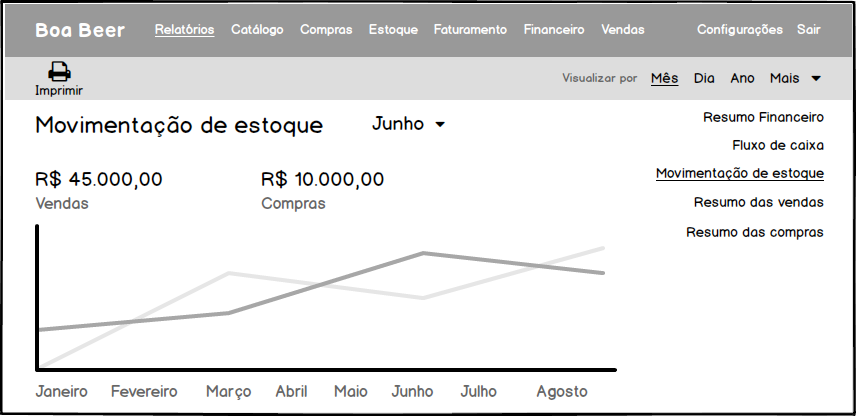 Boa Beer Relatórios Catálogo Compras Estoque Faturamento Financeiro Vendas Configurações Sair
Imprimir
Visualizar por Mês Dia Ano Mais
Movimentação de estoque Junho
R$ 45.000,00 R$ 10.000,00
Vendas Compras
Resumo Financeiro
Fluxo de caixa
Movimentação de estoque
Resumo das vendas
Resumo das compras
Janeiro Fevereiro Março Abril Maio Junho Julho Agosto